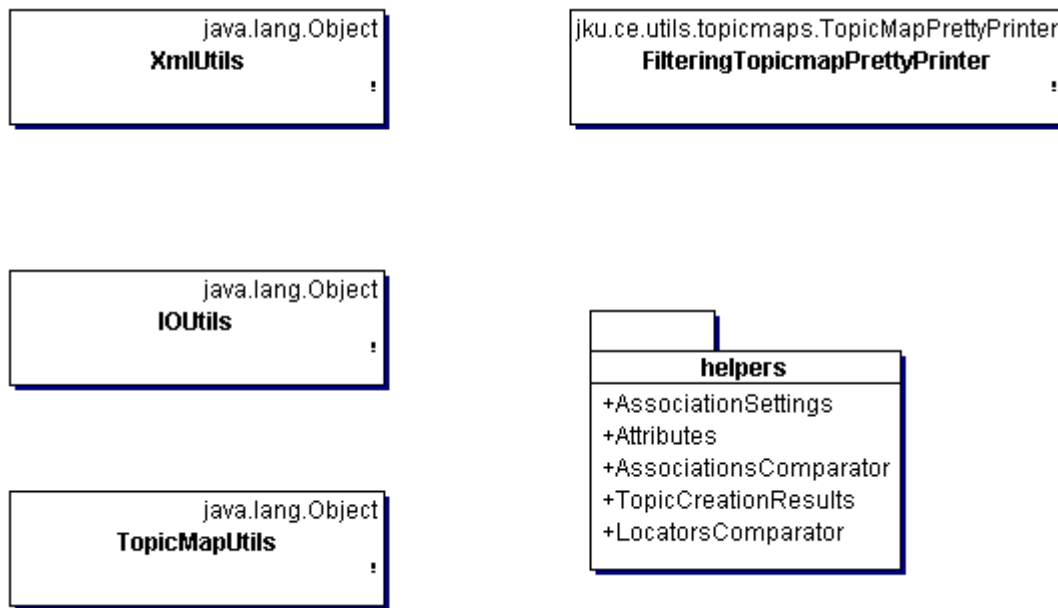 java.lang.Object
XmlUtils
!
jku.ce.utils.topicmaps.TopicMapPrettyPrinter
FilteringTopicmapPrettyPrinter
!
java.lang.Object
IOUtils
!
helpers
+AssociationSettings
+Attributes
+AssociationsComparator
+TopicCreationResults
+LocatorsComparator
java.lang.Object
TopicMapUtils
!